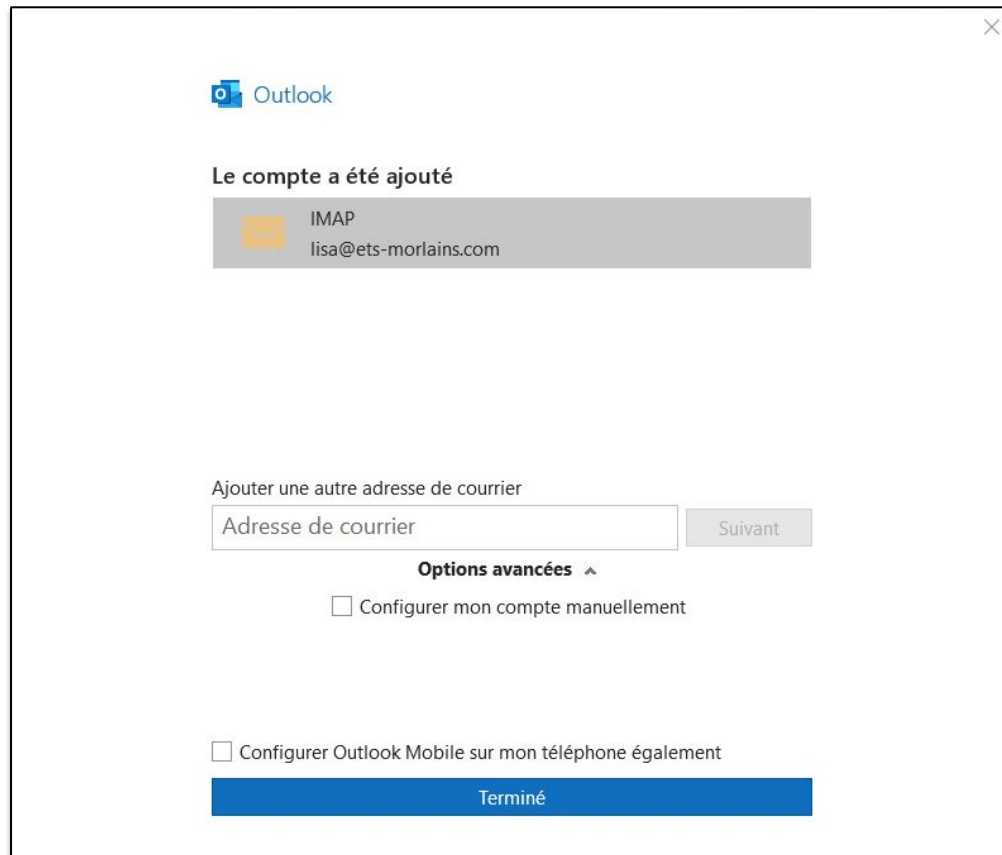 Outlook
Le compte a été ajouté
IMAP
lisa@ets-morlains.com
Ajouter une autre adresse de courrier
Adresse de courrier
Suivant
Options avancées
Configurer mon compte manuellement
Configurer Outlook Mobile sur mon téléphone également
Terminé